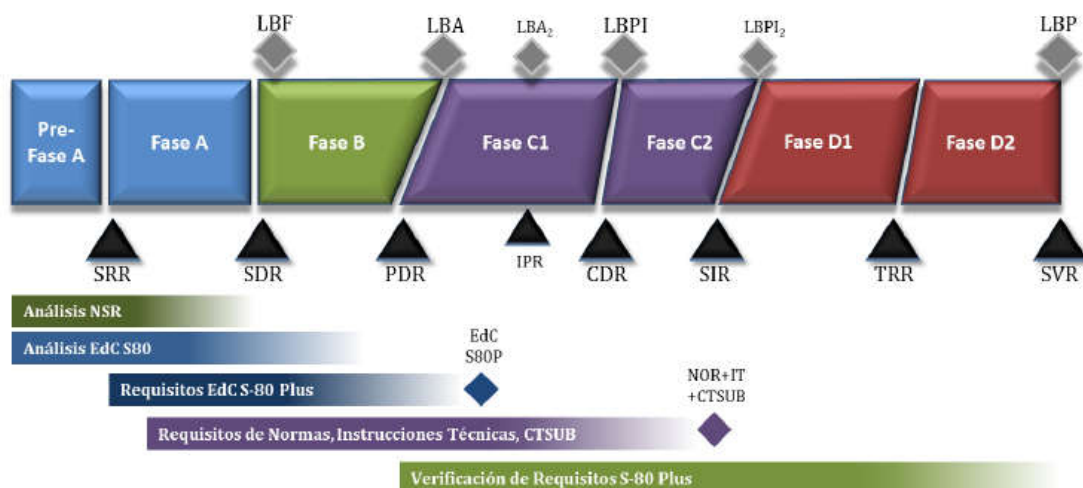 LBF LBA LBA₂ LBPI LBPI₂ LBP
Pre-
Fase A
Fase A
Fase B
Fase C1
Fase C2
Fase D1
Fase D2
SRR SDR PDR IPR CDR SIR TRR SVR
Análisis NSR
Análisis EdC S80
EdC
S80P
Requisitos EdC S-80 Plus
NOR+IT
+CTSUB
Requisitos de Normas, Instrucciones Técnicas, CTSUB
Verificación de Requisitos S-80 Plus